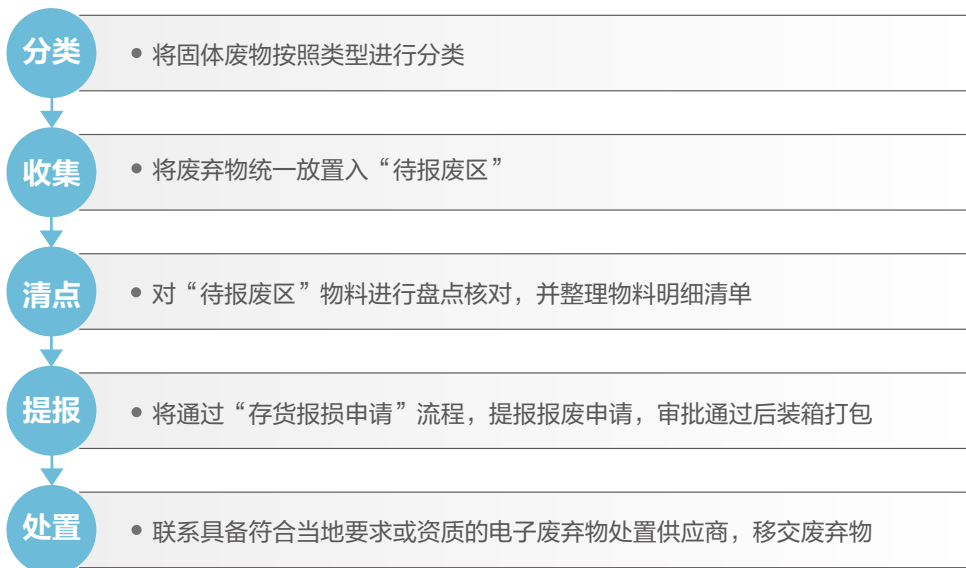 分类
• 将固体废物按照类型进行分类
收集
• 将废弃物统一放置入“待报废区”
清点
• 对“待报废区”物料进行盘点核对，并整理物料明细清单
提报
• 将通过“存货报损申请”流程，提报报废申请，审批通过后装箱打包
处置
• 联系具备符合当地要求或资质的电子废弃物处置供应商，移交废弃物